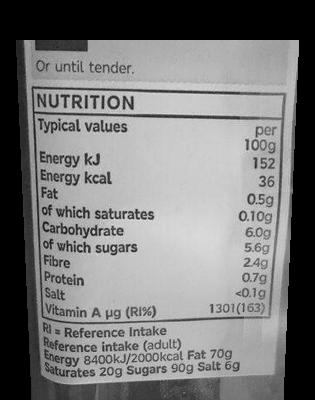 Or until tender.
NUTRITION
Typical values per
100g
Energy kJ 152
Energy kcal 36
Fat 0.5g
of which saturates 0.10g
Carbohydrate 6.0g
of which sugars 5.6g
Fibre 2.4g
Protein 0.7g
Salt <0.1g
Vitamin A µg (RI%) 1301(163)
RI = Reference Intake
Reference intake (adult)
Energy 8400kJ/2000kcal Fat 70g
Saturates 20g Sugars 90g Salt 6g